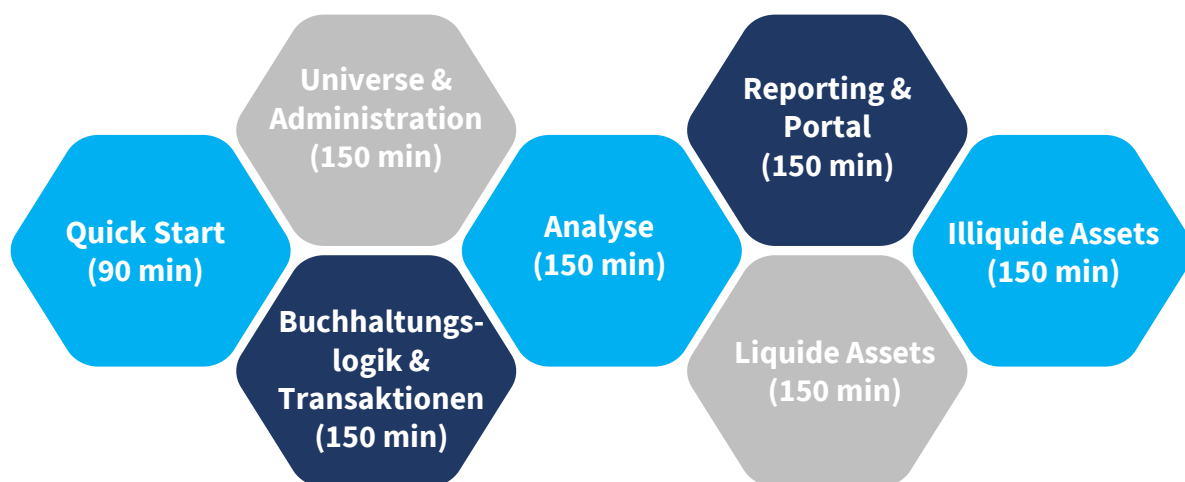 Quick Start
(90 min)
Universe &
Administration
(150 min)
Buchhaltungs-
logik &
Transaktionen
(150 min)
Analyse
(150 min)
Reporting &
Portal
(150 min)
Liquide Assets
(150 min)
Illiquide Assets
(150 min)